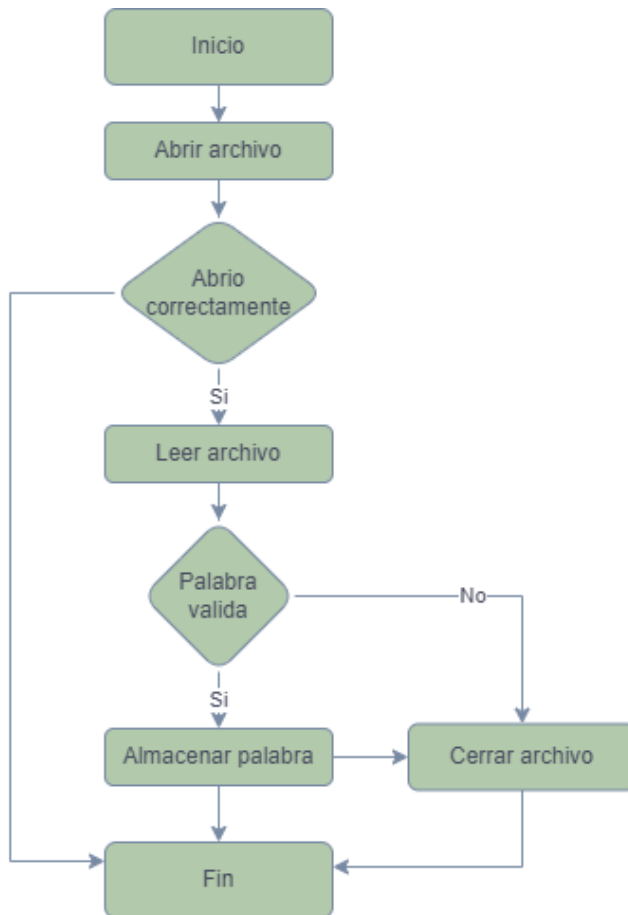 Inicio
Abrir archivo
Abrio
correctamente
Si
Leer archivo
Palabra
valida
No
Si
Almacenar palabra
Cerrar archivo
Fin